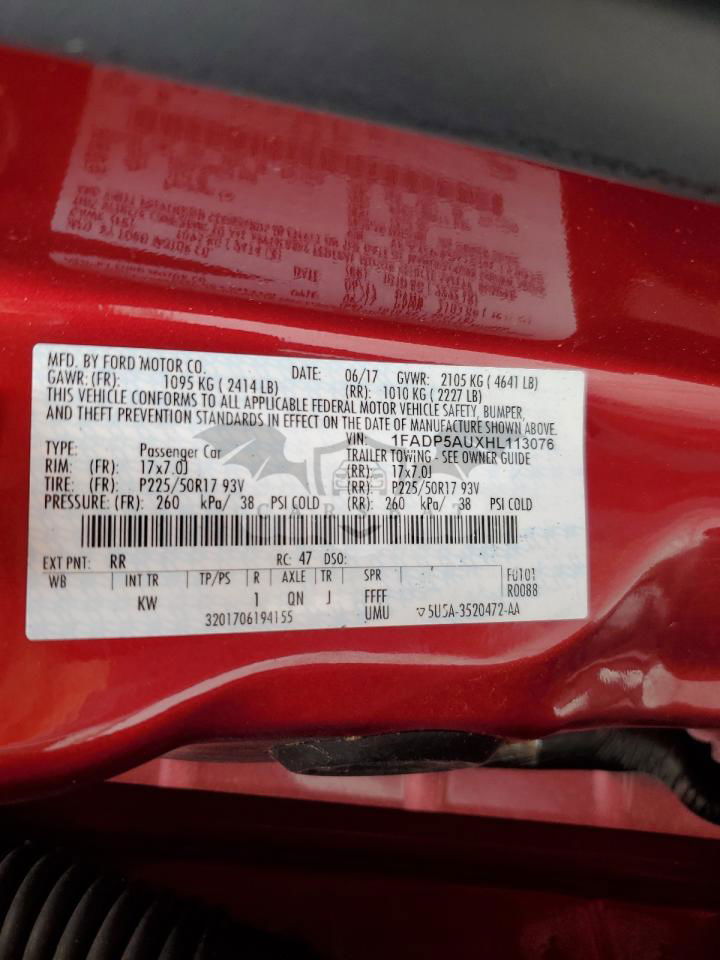 MFD. BY FORD MOTOR CO. DATE: 06/17 GVWR: 2105 KG ( 4641 LB)
GAWR: (FR): 1095 KG ( 2414 LB) (RR): 1010 KG ( 2227 LB)
THIS VEHICLE CONFORMS TO ALL APPLICABLE FEDERAL MOTOR VEHICLE SAFETY, BUMPER,
AND THEFT PREVENTION STANDARDS IN EFFECT ON THE DATE OF MANUFACTURE SHOWN ABOVE.
VIN: 1FADP5AUXHL113076
TYPE: Passenger Car TRAILER TOWING - SEE OWNER GUIDE
RIM: (FR): 17x7.0J (RR): 17x7.0J
TIRE: (FR): P225/50R17 93V (RR): P225/50R17 93V
PRESSURE: (FR): 260 kPa/ 38 PSI COLD (RR): 260 kPa/ 38 PSI COLD
EXT PNT: RR RC: 47 DSO:
WB INT TR TP/PS R AXLE TR SPR F0101
KW 1 QN J FFFF R0088
3201706194155 UMU ▽5U5A-3520472-AA